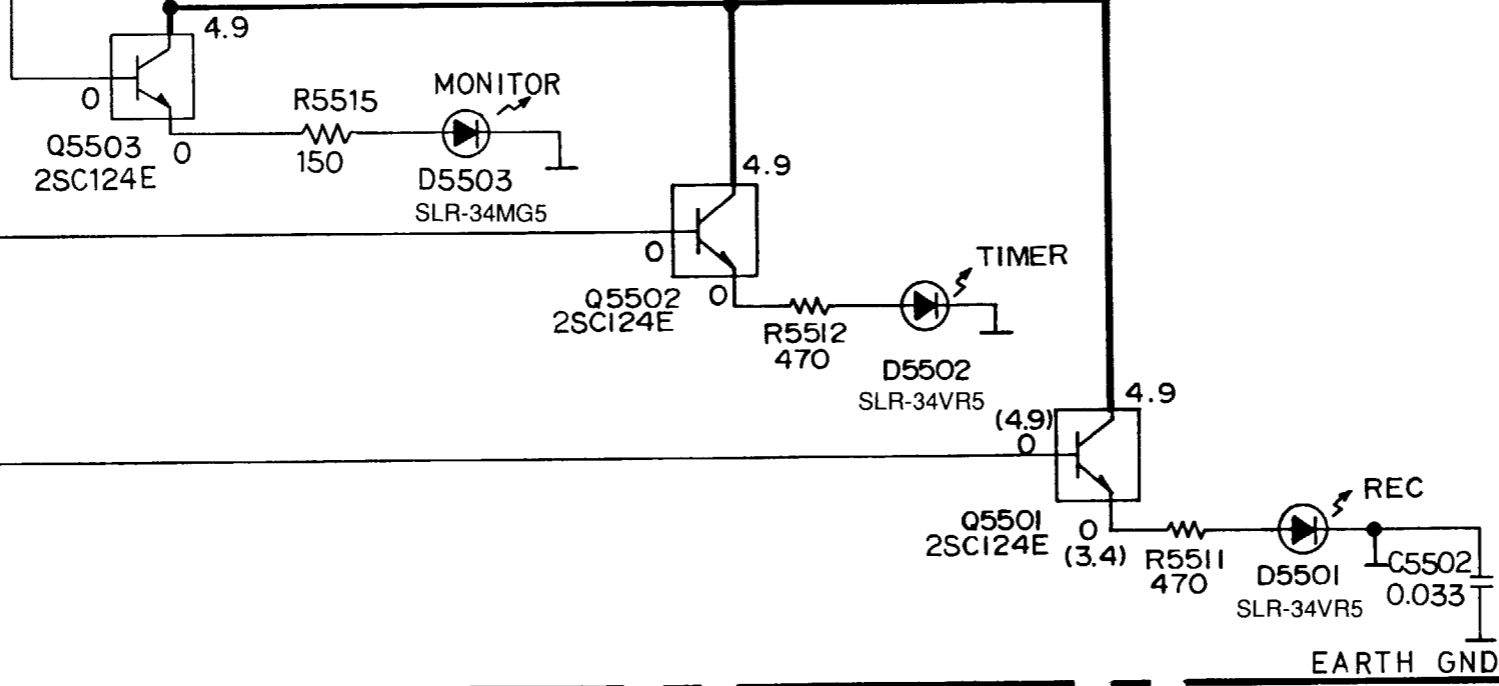 4.9
0
Q5503
2SC124E
0
R5515
150
MONITOR
D5503
SLR-34MG5
4.9
0
Q5502
2SC124E
0
R5512
470
TIMER
D5502
SLR-34VR5
4.9
(4.9)
0
Q5501
2SC124E
0
(3.4)
R5511
470
REC
D5501
SLR-34VR5
C5502
0.033
EARTH GND